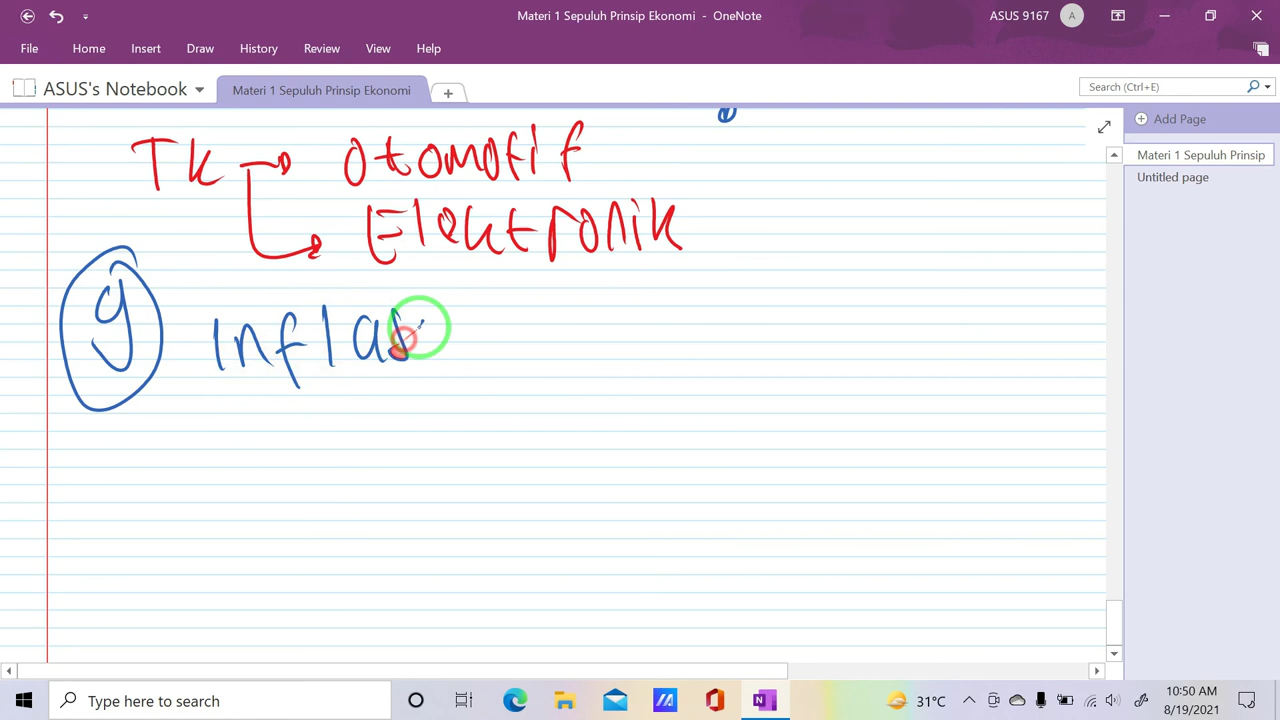 Materi 1 Sepuluh Prinsip Ekonomi - OneNote
ASUS 9167
A
File Home Insert Draw History Review View Help
ASUS's Notebook
Materi 1 Sepuluh Prinsip Ekonomi
Search (Ctrl+E)
Add Page
Materi 1 Sepuluh Prinsip
Untitled page
TK → Otomotif
Elektronik
9 Inflas
Type here to search
31°C
10:50 AM
8/19/2021